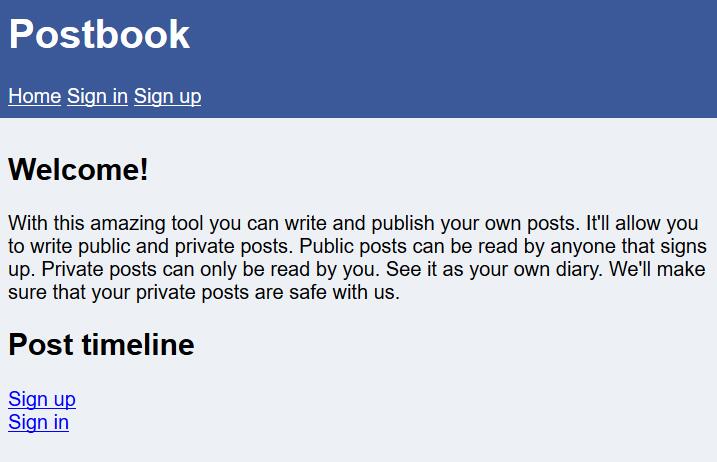 Postbook
Home Sign in Sign up
Welcome!
With this amazing tool you can write and publish your own posts. It'll allow you
to write public and private posts. Public posts can be read by anyone that signs
up. Private posts can only be read by you. See it as your own diary. We'll make
sure that your private posts are safe with us.
Post timeline
Sign up
Sign in